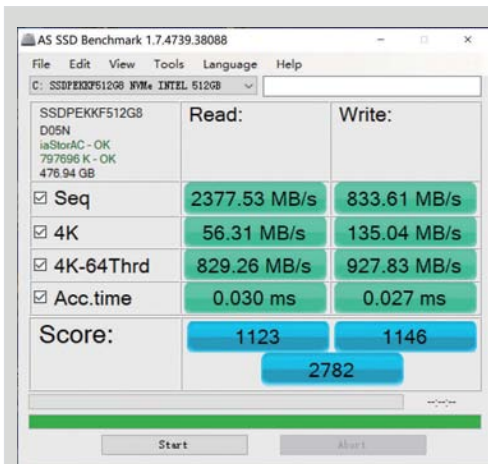 AS SSD Benchmark 1.7.4739.38088
File Edit View Tools Language Help
C: SSDPEKKF512G8 NVMe INTEL 512GB
SSDPEKKF512G8
D05N
iaStorAC - OK
797696 K - OK
476.94 GB
Read: Write:
Seq 2377.53 MB/s 833.61 MB/s
4K 56.31 MB/s 135.04 MB/s
4K-64Thrd 829.26 MB/s 927.83 MB/s
Acc.time 0.030 ms 0.027 ms
Score: 1123 1146
2782
--:--:--
Start Abort